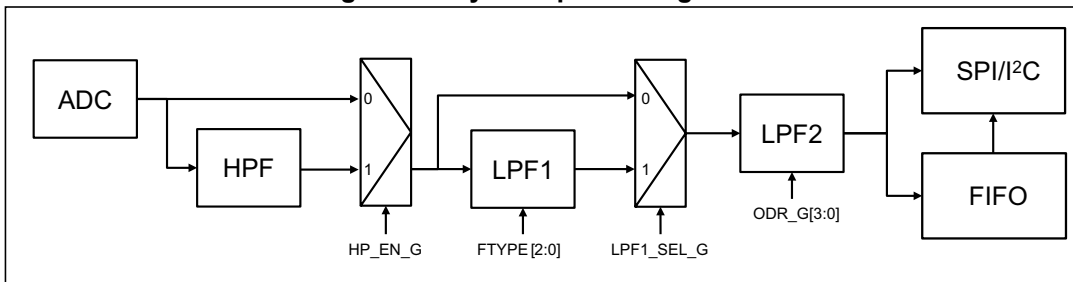 ADC
HPF
0
1
HP_EN_G
LPF1
FTYPE [2:0]
0
1
LPF1_SEL_G
LPF2
ODR_G[3:0]
SPI/I²C
FIFO